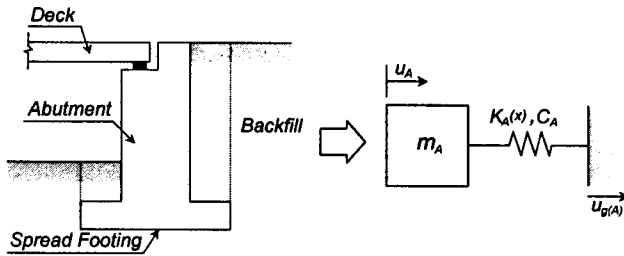 Deck
Abutment
Backfill
Spread Footing
u_A
K_A(x), C_A
m_A
u_g(A)